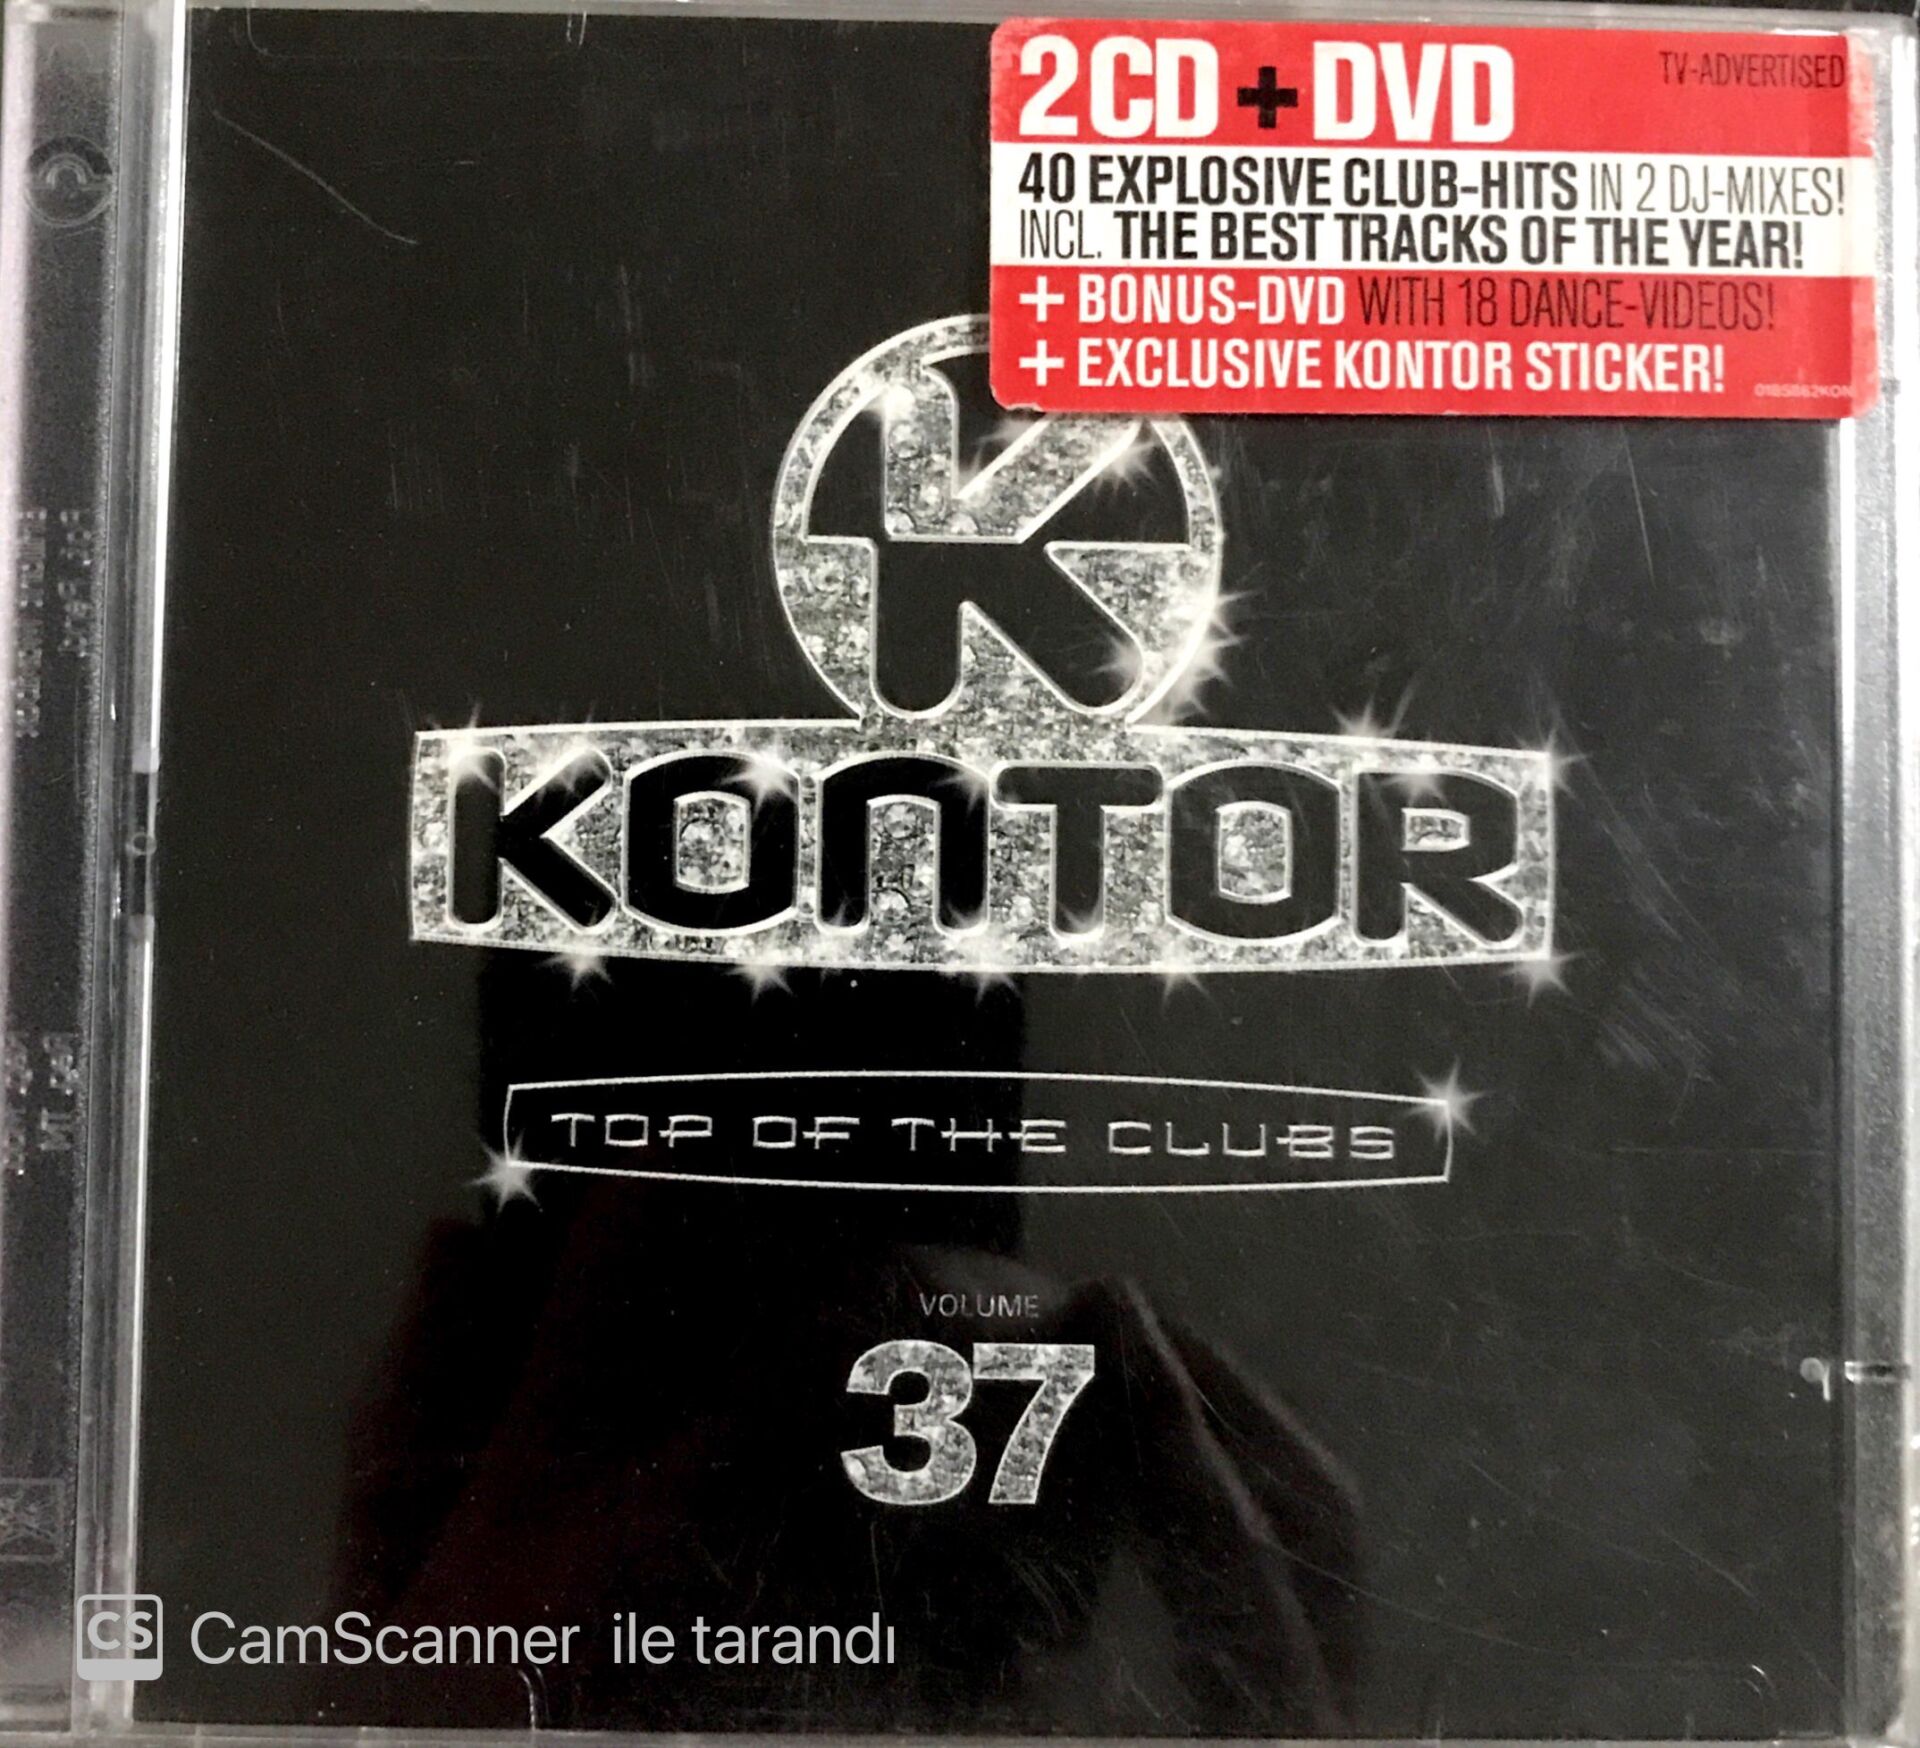 2CD + DVD TV-ADVERTISED
40 EXPLOSIVE CLUB-HITS IN 2 DJ-MIXES!
INCL. THE BEST TRACKS OF THE YEAR!
+ BONUS-DVD WITH 18 DANCE-VIDEOS!
+ EXCLUSIVE KONTOR STICKER!
K
KONTOR
TOP OF THE CLUBS
VOLUME
37
CS CamScanner ile tarandı